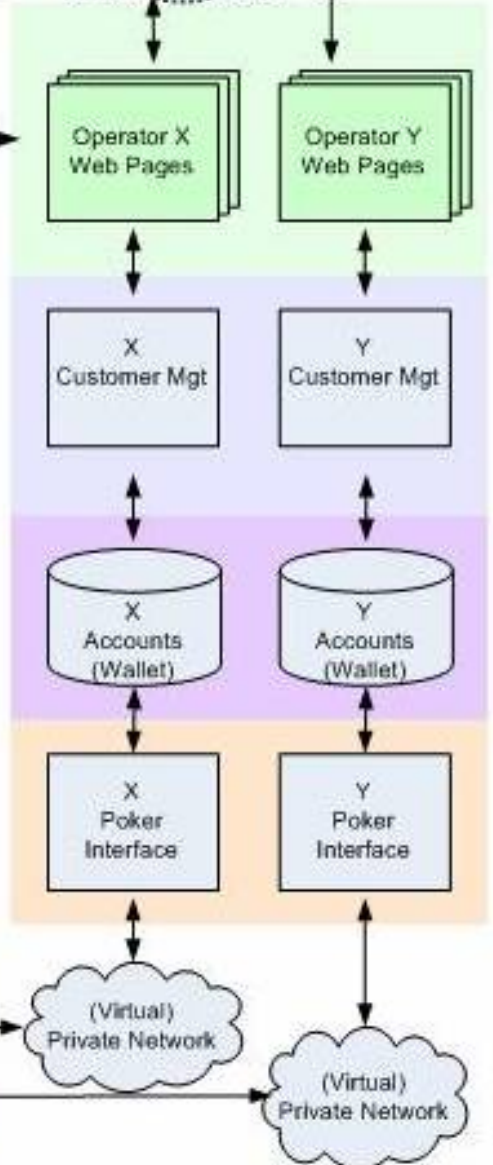 Operator X
Web Pages
Operator Y
Web Pages
X
Customer Mgt
Y
Customer Mgt
X
Accounts
(Wallet)
Y
Accounts
(Wallet)
X
Poker
Interface
Y
Poker
Interface
(Virtual)
Private Network
(Virtual)
Private Network